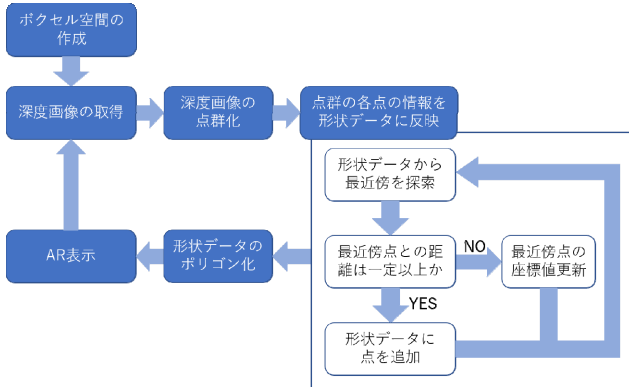 ボクセル空間の
作成
深度画像の取得
深度画像の
点群化
点群の各点の情報を
形状データに反映
形状データから
最近傍を探索
最近傍点との距
離は一定以上か
NO
最近傍点の
座標値更新
YES
形状データに
点を追加
形状データの
ポリゴン化
AR表示